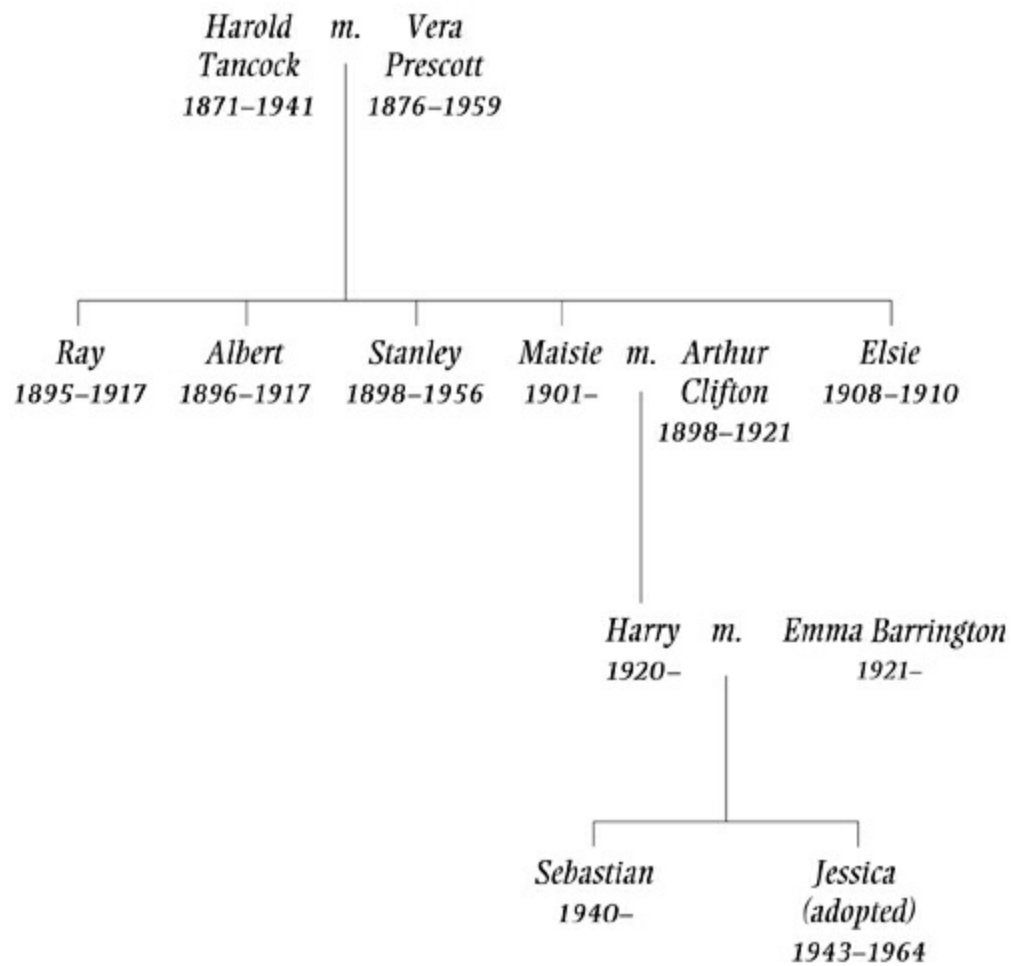 Harold m. Vera
Tancock Prescott
1871–1941 1876–1959
Ray Albert Stanley Maisie m. Arthur Elsie
1895–1917 1896–1917 1898–1956 1901– Clifton 1908–1910
1898–1921
Harry m. Emma Barrington
1920– 1921–
Sebastian Jessica
1940– (adopted)
1943–1964